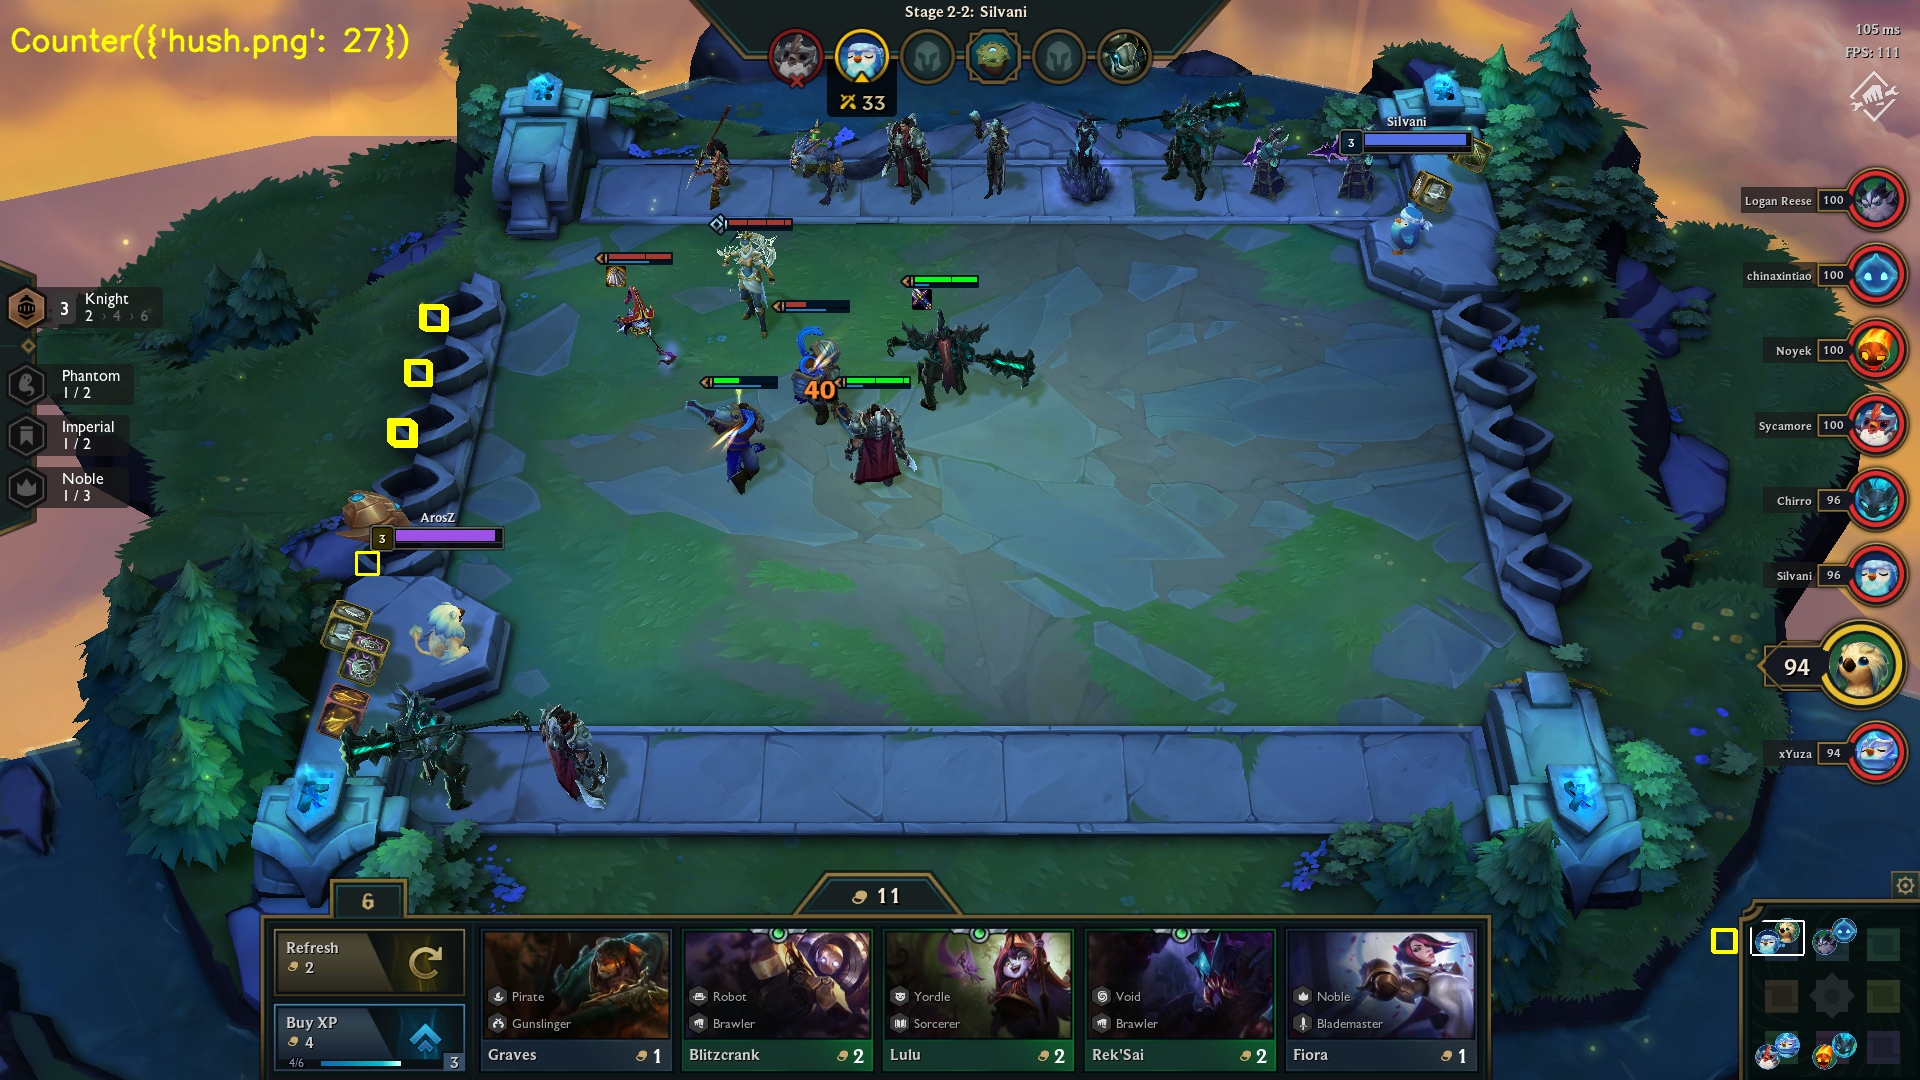 Counter({'hush.png': 27})
Stage 2-2: Silvani
33
105 ms
FPS: 111
Silvani
3
Logan Reese 100
chinaxintiao 100
Noyek 100
Sycamore 100
Chirro 96
Silvani 96
94
xYuza 94
3 Knight
2 › 4 › 6
Phantom
1 / 2
Imperial
1 / 2
Noble
1 / 3
40
ArosZ
3
6
11
Refresh
2
Buy XP
4
4/6
3
Pirate
Gunslinger
Graves 1
Robot
Brawler
Blitzcrank 2
Yordle
Sorcerer
Lulu 2
Void
Brawler
Rek'Sai 2
Noble
Blademaster
Fiora 1